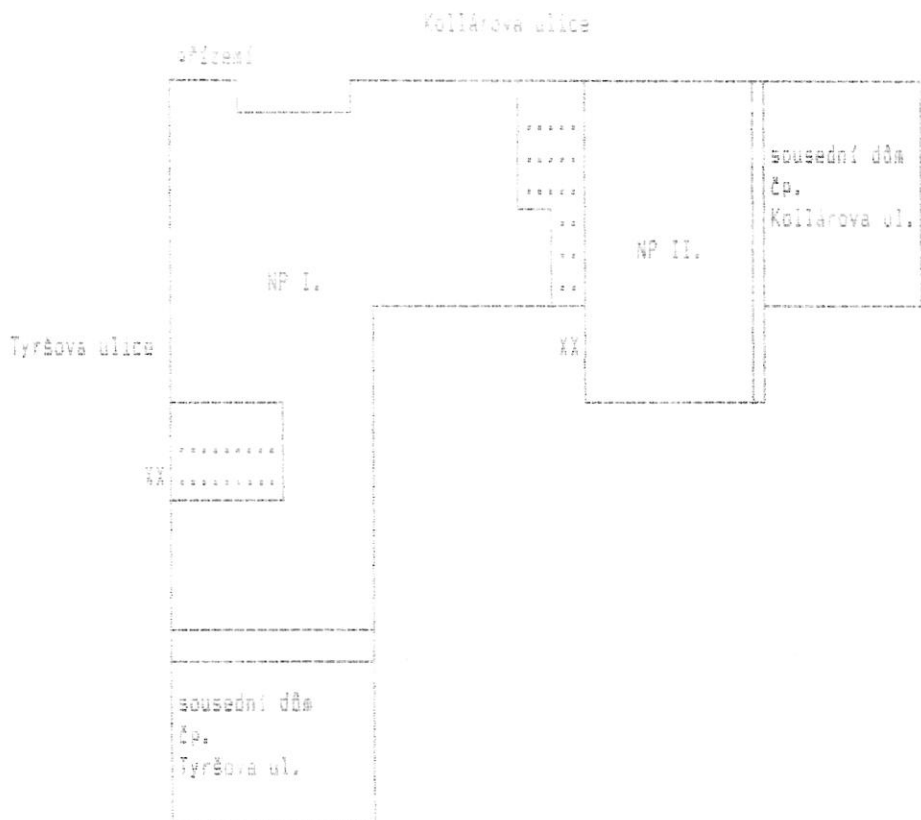 Kollárova ulice
přízemí
sousední dům
čp.
Kollárova ul.
NP I.
NP II.
Tyršova ulice
XX
XX
sousední dům
čp.
Tyršova ul.